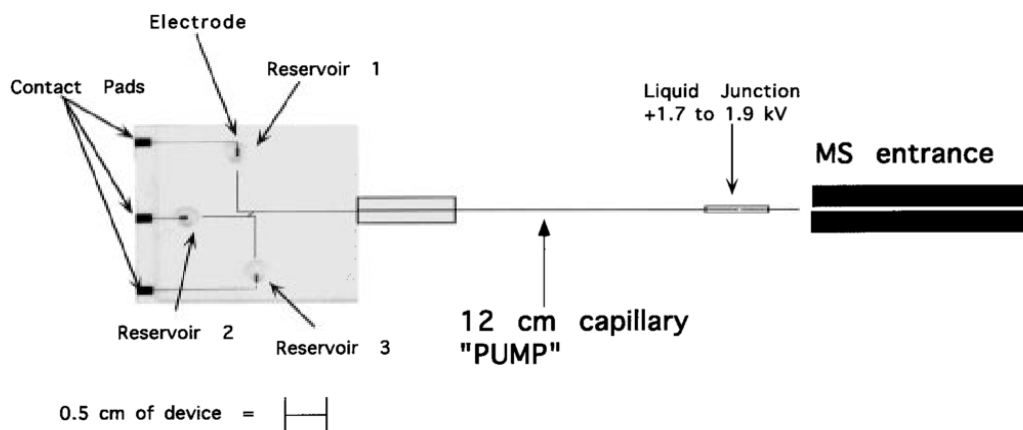 Electrode
Reservoir 1
Contact Pads
Liquid Junction
+1.7 to 1.9 kV
MS entrance
Reservoir 2
Reservoir 3
12 cm capillary
"PUMP"
0.5 cm of device =